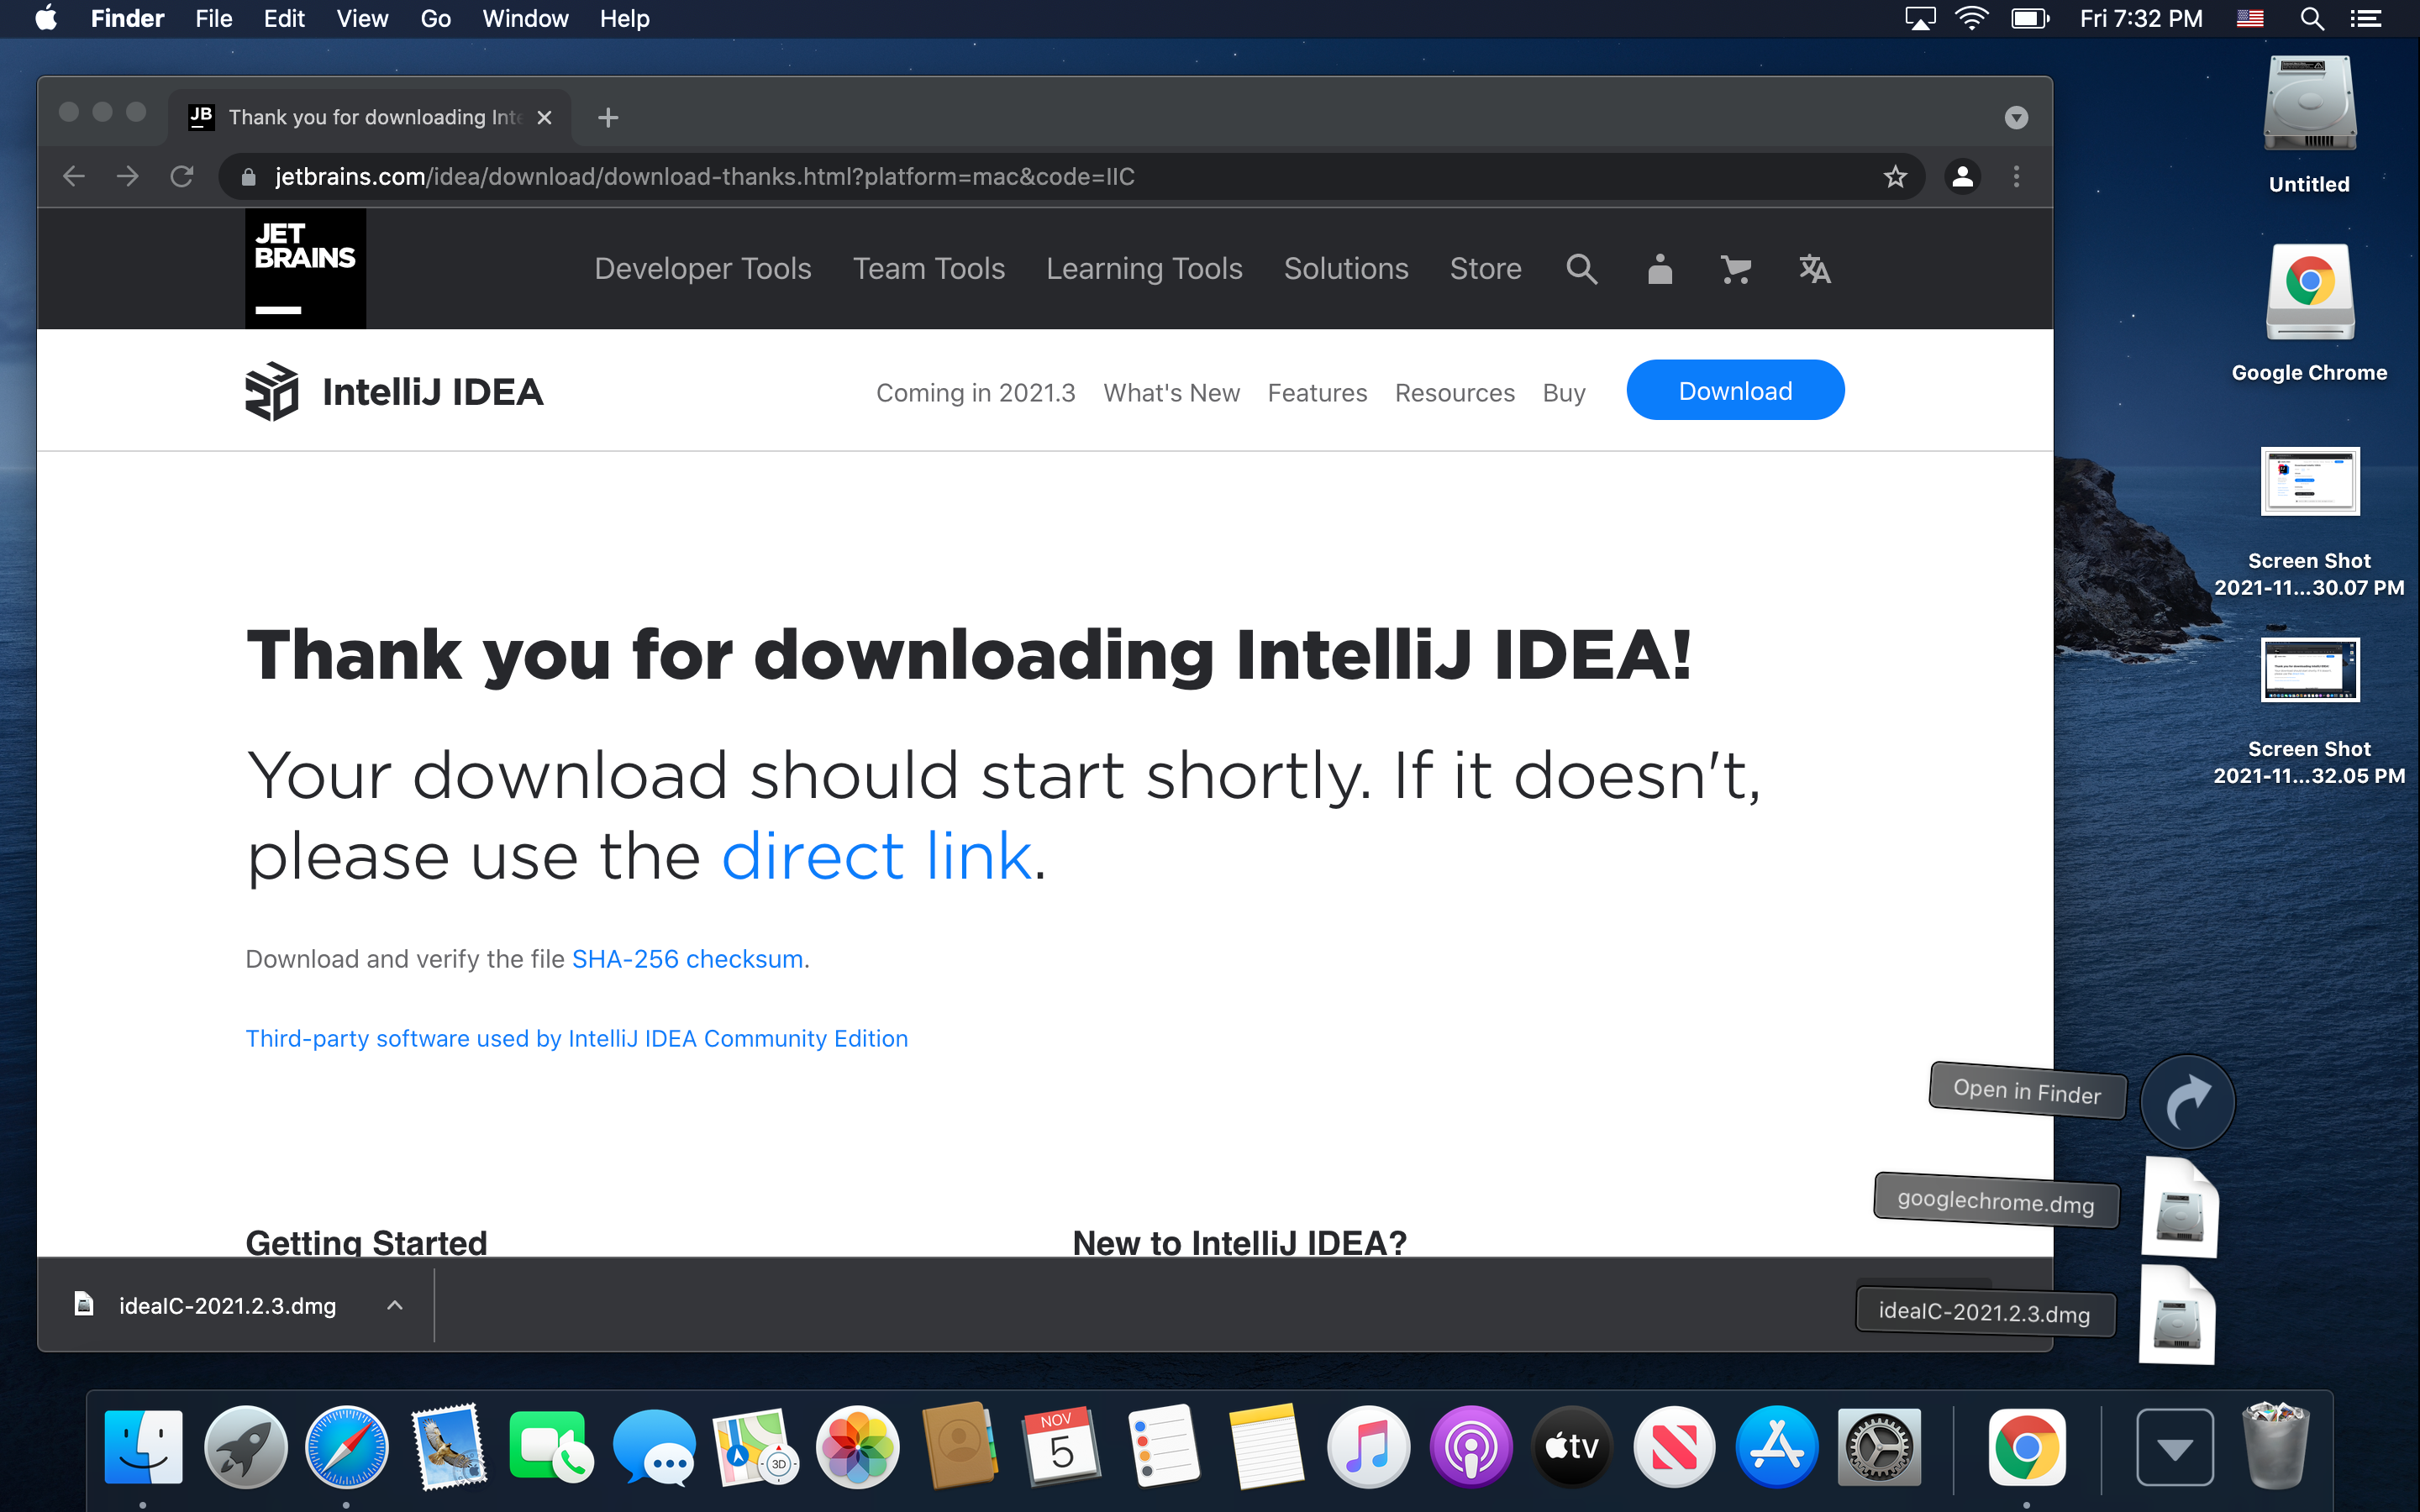 Finder File Edit View Go Window Help
Fri 7:32 PM
JB Thank you for downloading Inte
jetbrains.com/idea/download/download-thanks.html?platform=mac&code=IIC
JET
BRAINS
Developer Tools Team Tools Learning Tools Solutions Store
IntelliJ IDEA
Coming in 2021.3 What's New Features Resources Buy Download
Thank you for downloading IntelliJ IDEA!
Your download should start shortly. If it doesn't,
please use the direct link.
Download and verify the file SHA-256 checksum.
Third-party software used by IntelliJ IDEA Community Edition
Getting Started
New to IntelliJ IDEA?
ideaIC-2021.2.3.dmg
Untitled
Google Chrome
Screen Shot
2021-11...30.07 PM
Screen Shot
2021-11...32.05 PM
Open in Finder
googlechrome.dmg
ideaIC-2021.2.3.dmg
3D
NOV
5
tv